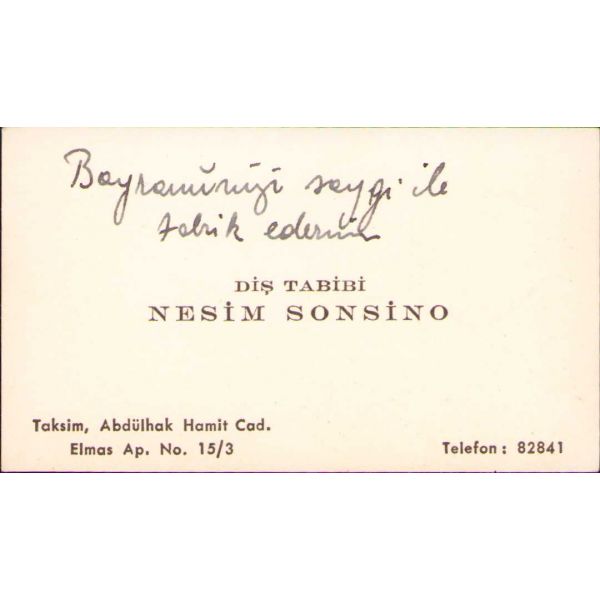 Bayramınızı saygi ile
tebrik ederim
DİŞ TABİBİ
NESİM SONSİNO
Taksim, Abdülhak Hamit Cad.
Elmas Ap. No. 15/3
Telefon : 82841